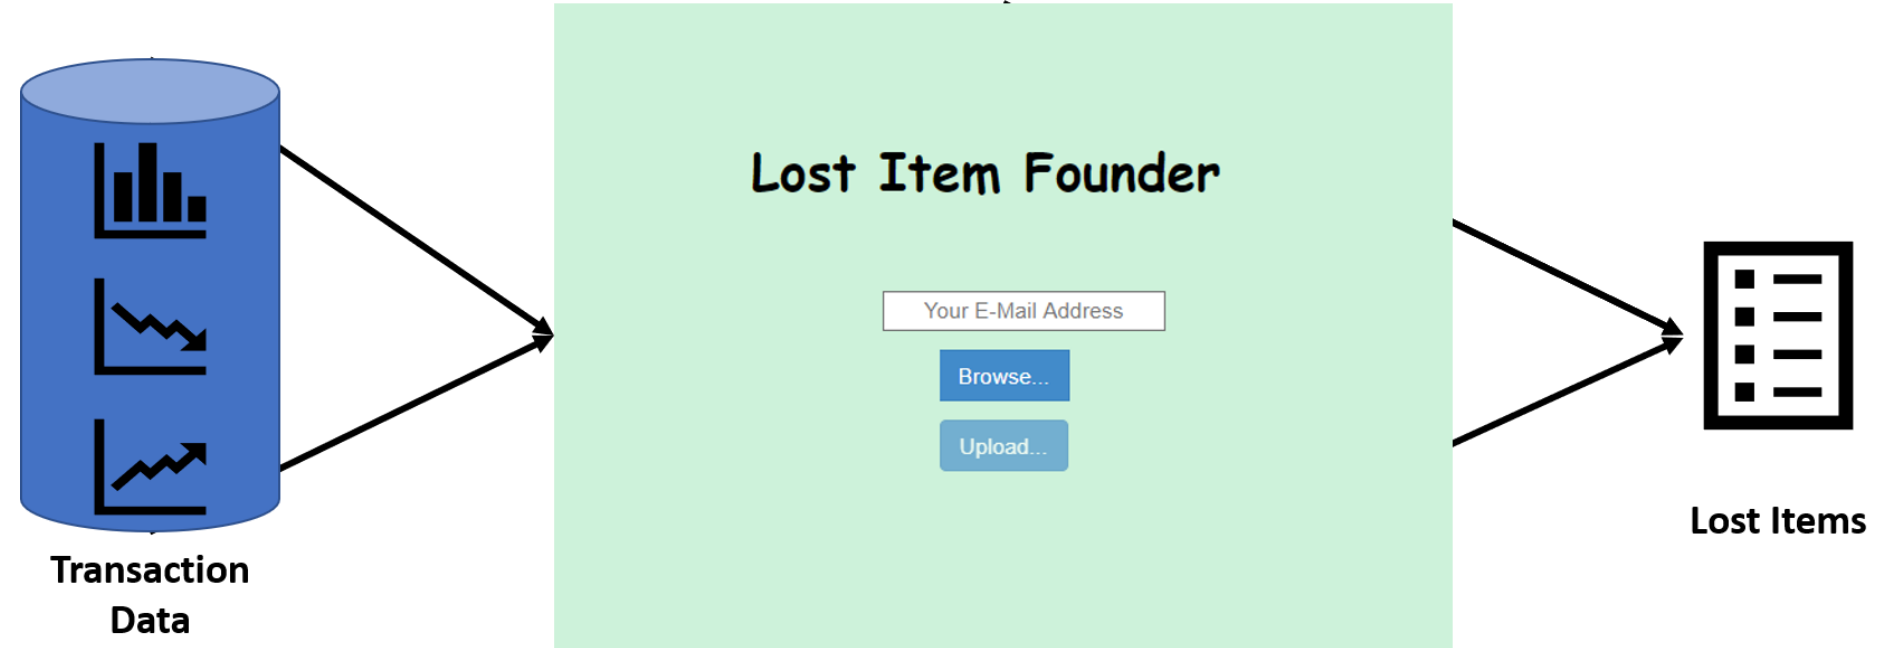 Lost Item Founder
Your E-Mail Address
Browse...
Upload...
Transaction
Data
Lost Items